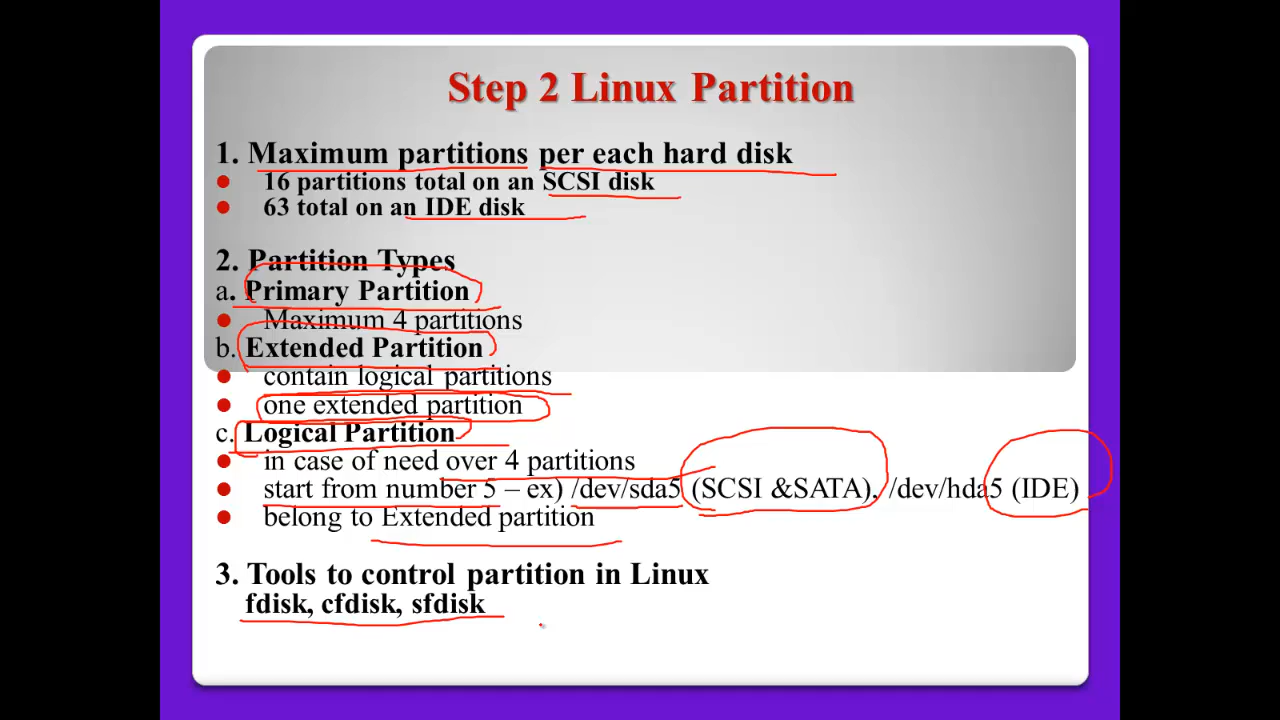 Step 2 Linux Partition
1. Maximum partitions per each hard disk
● 16 partitions total on an SCSI disk
● 63 total on an IDE disk
2. Partition Types
a. Primary Partition
● Maximum 4 partitions
b. Extended Partition
● contain logical partitions
● one extended partition
c. Logical Partition
● in case of need over 4 partitions
● start from number 5 – ex) /dev/sda5 (SCSI &SATA), /dev/hda5 (IDE)
● belong to Extended partition
3. Tools to control partition in Linux
fdisk, cfdisk, sfdisk